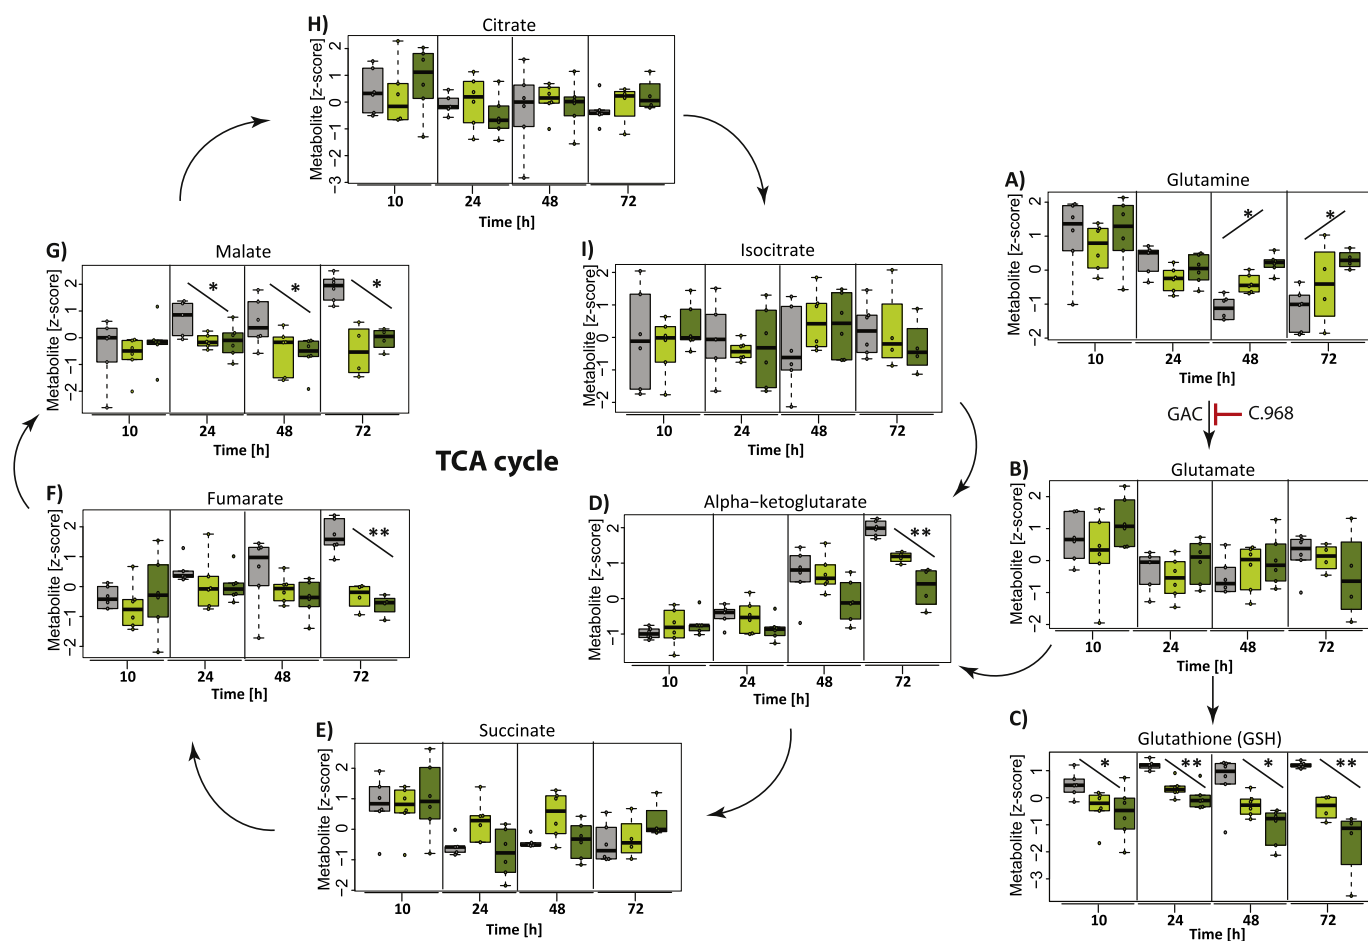 H) Citrate
Metabolite [z-score]
2
1
0
−1
−2
−3
10 24 48 72
Time [h]
A) Glutamine
Metabolite [z-score]
2
1
0
−1
−2
* *
10 24 48 72
Time [h]
G) Malate
Metabolite [z-score]
2
1
0
−1
−2
* * *
10 24 48 72
Time [h]
I) Isocitrate
Metabolite [z-score]
2
1
0
−1
−2
10 24 48 72
Time [h]
GAC C.968
TCA cycle
B) Glutamate
Metabolite [z-score]
2
1
0
−1
−2
10 24 48 72
Time [h]
F) Fumarate
Metabolite [z-score]
2
1
0
−1
−2
**
10 24 48 72
Time [h]
D) Alpha−ketoglutarate
Metabolite [z-score]
2
1
0
−1
**
10 24 48 72
Time [h]
E) Succinate
Metabolite [z-score]
2
1
0
−1
−2
10 24 48 72
Time [h]
C) Glutathione (GSH)
Metabolite [z-score]
1
0
−1
−3
* ** * **
10 24 48 72
Time [h]